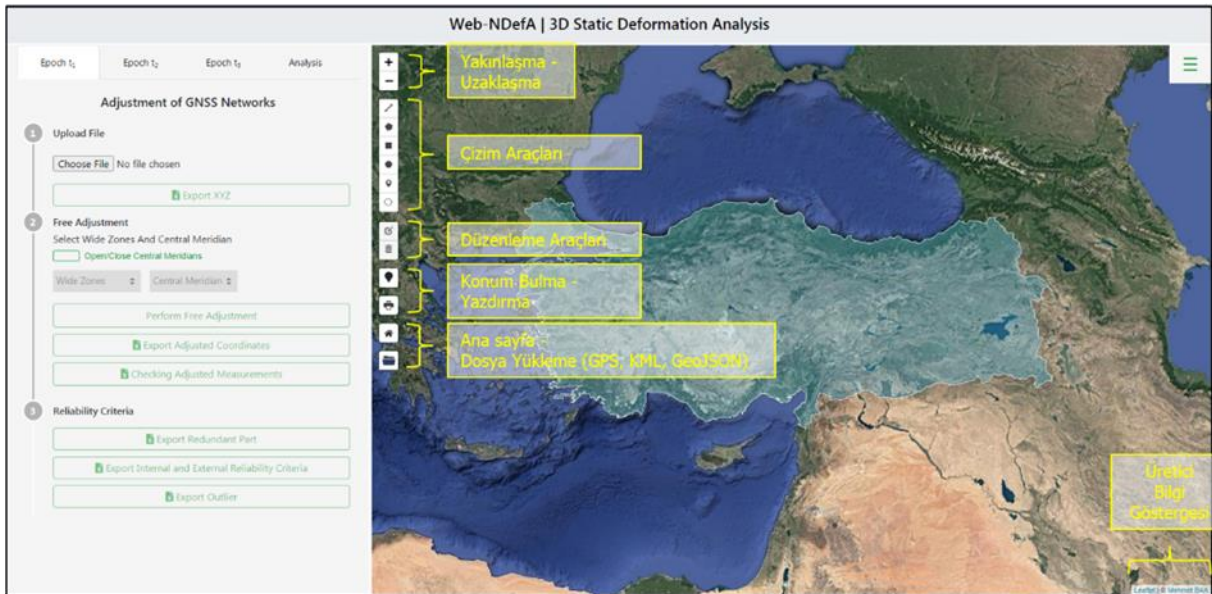 Web-NDefA | 3D Static Deformation Analysis
Epoch t₁
Epoch t₂
Epoch t₃
Analysis
Adjustment of GNSS Networks
1
Upload File
Choose File No file chosen
Export XYZ
2
Free Adjustment
Select Wide Zones And Central Meridian
Open/Close Central Meridians
Wide Zones
Central Meridian
Perform Free Adjustment
Export Adjusted Coordinates
Checking Adjusted Measurements
3
Reliability Criteria
Export Redundant Part
Export Internal and External Reliability Criteria
Export Outlier
+
−
Yakınlaşma -
Uzaklaşma
Çizim Araçları
Düzenleme Araçları
Konum Bulma -
Yazdırma
Ana sayfa -
Dosya Yükleme (GPS, KML, GeoJSON)
Üretici
Bilgi
Göstergesi
Leaflet | ©